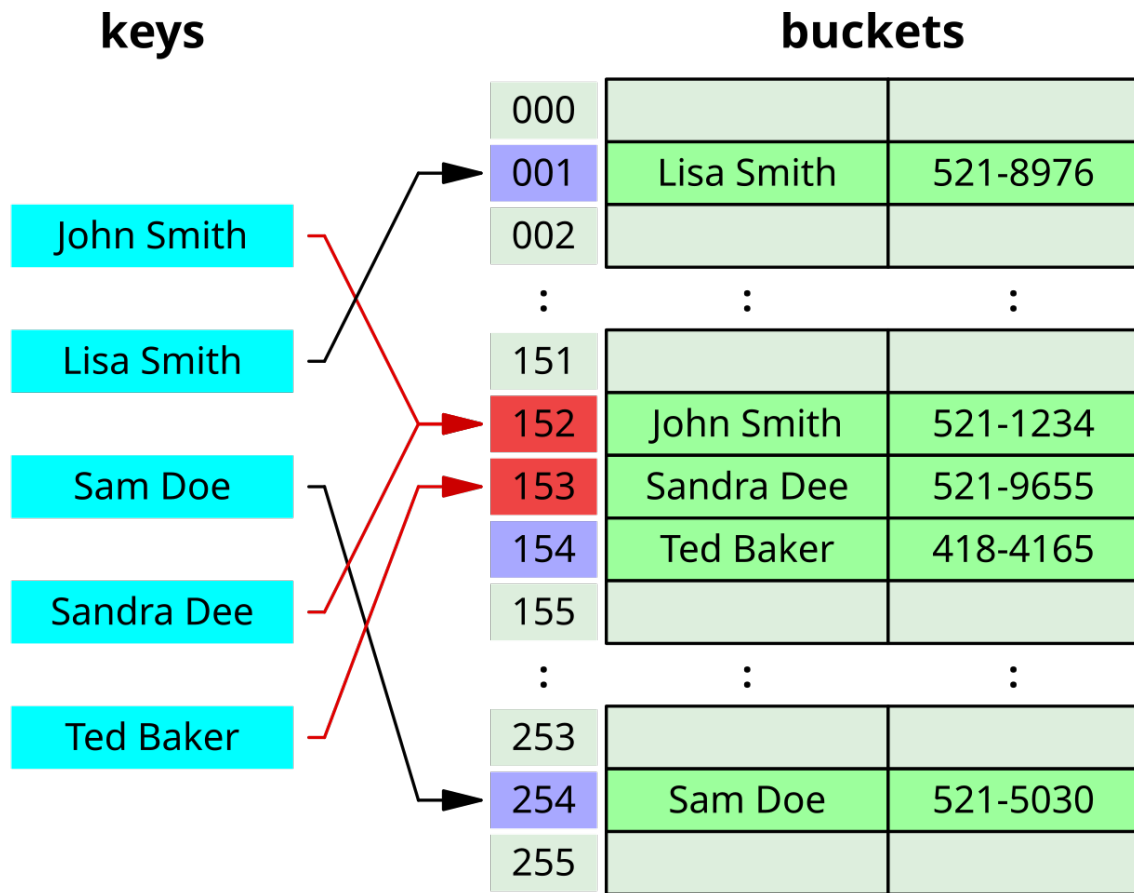 keys
buckets
000
001 Lisa Smith 521-8976
John Smith
002
: : :
Lisa Smith
151
152 John Smith 521-1234
Sam Doe
153 Sandra Dee 521-9655
154 Ted Baker 418-4165
Sandra Dee
155
: : :
Ted Baker
253
254 Sam Doe 521-5030
255